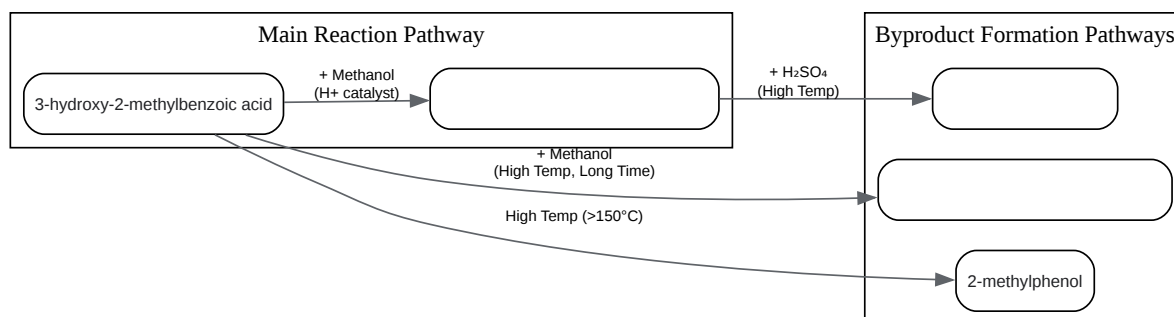 Main Reaction Pathway
Byproduct Formation Pathways
3-hydroxy-2-methylbenzoic acid
+ Methanol
(H+ catalyst)
+ H₂SO₄
(High Temp)
+ Methanol
(High Temp, Long Time)
High Temp (>150°C)
2-methylphenol